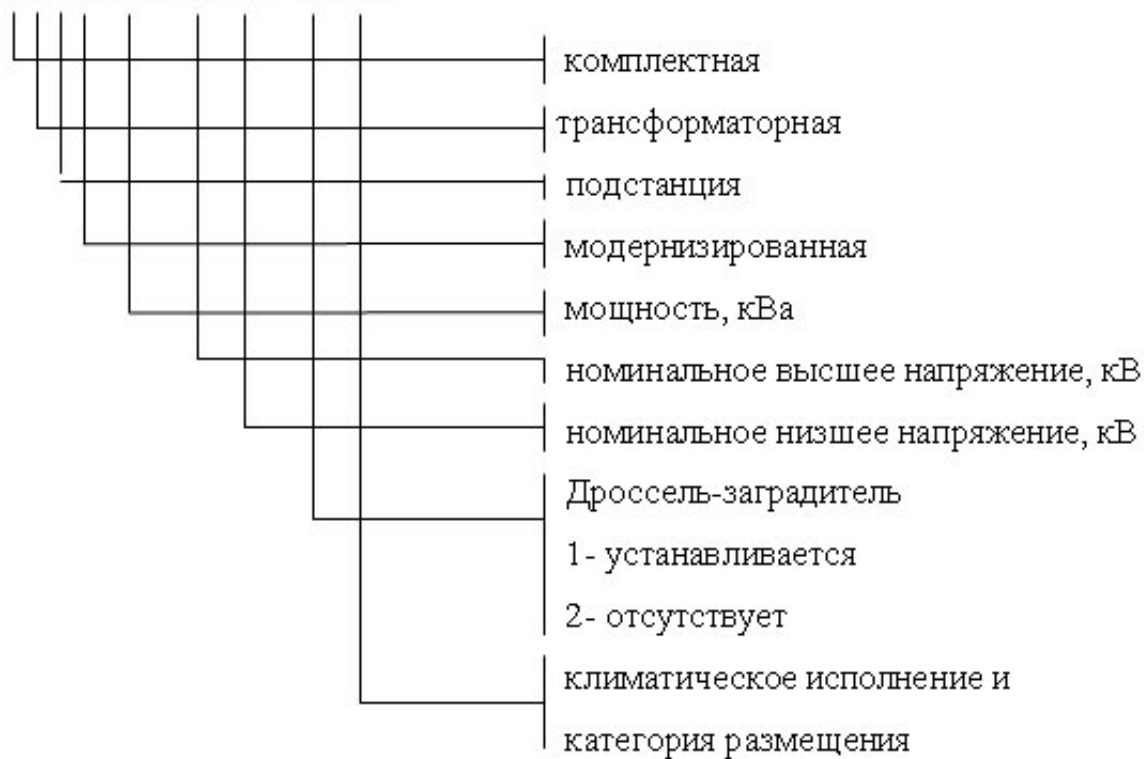 комплектная
трансформаторная
подстанция
модернизированная
мощность, кВа
номинальное высшее напряжение, кВ
номинальное низшее напряжение, кВ
Дроссель-заградитель
1- устанавливается
2- отсутствует
климатическое исполнение и
категория размещения